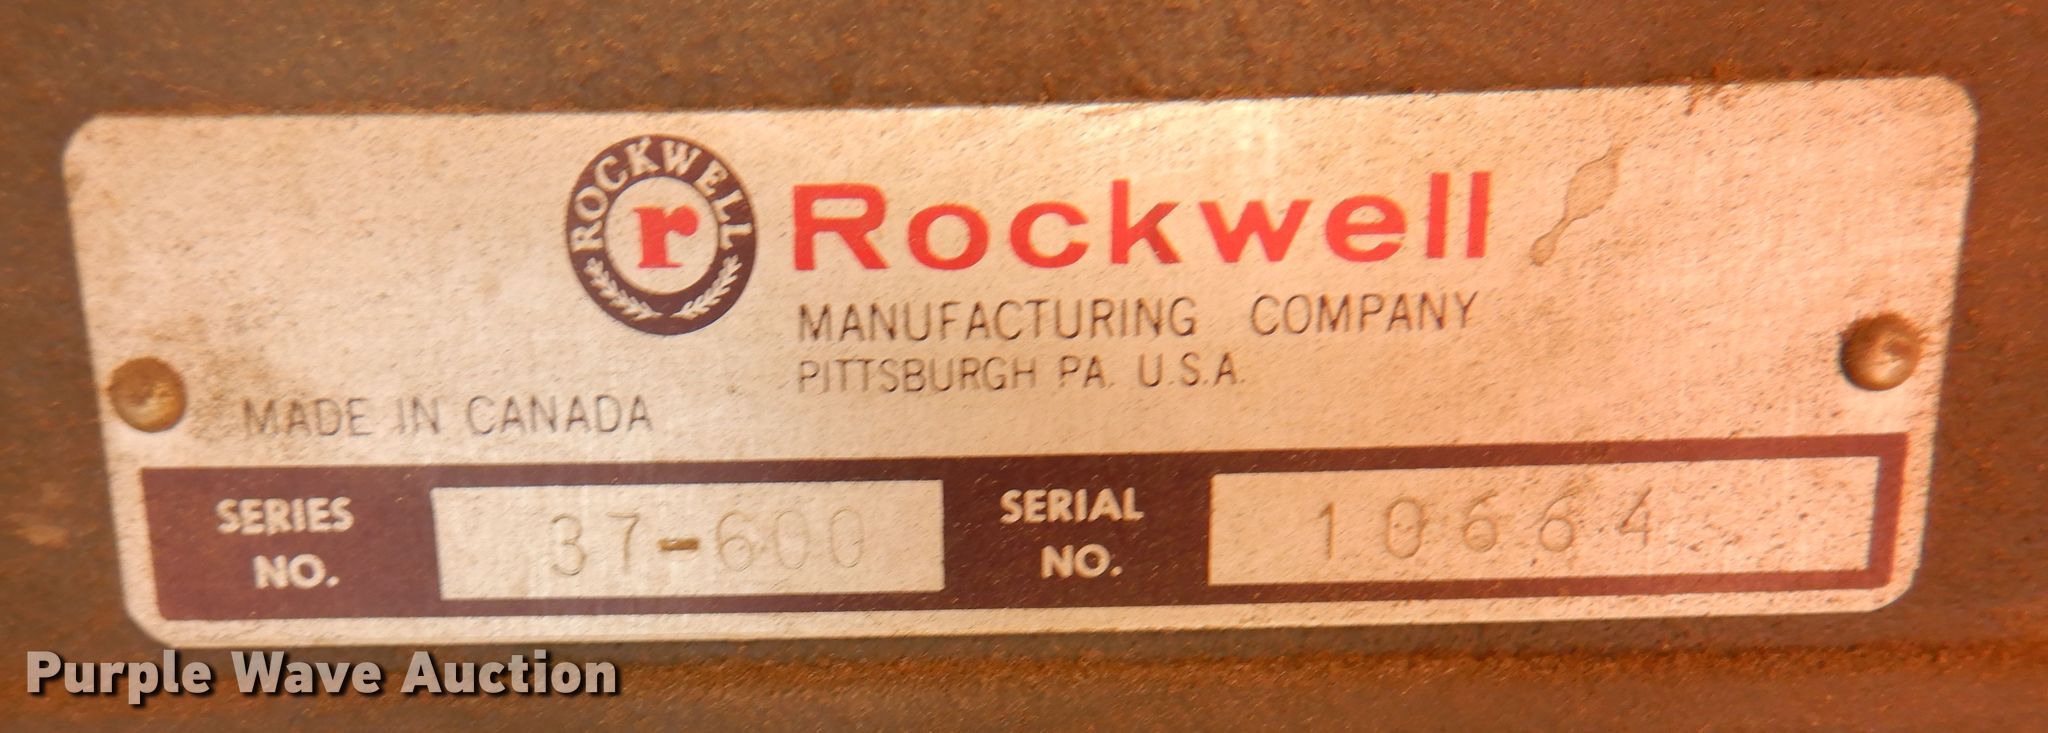 ROCKWELL
r
Rockwell
MANUFACTURING COMPANY
PITTSBURGH PA. U.S.A.
MADE IN CANADA
SERIES NO. 37-600
SERIAL NO. 10664
Purple Wave Auction